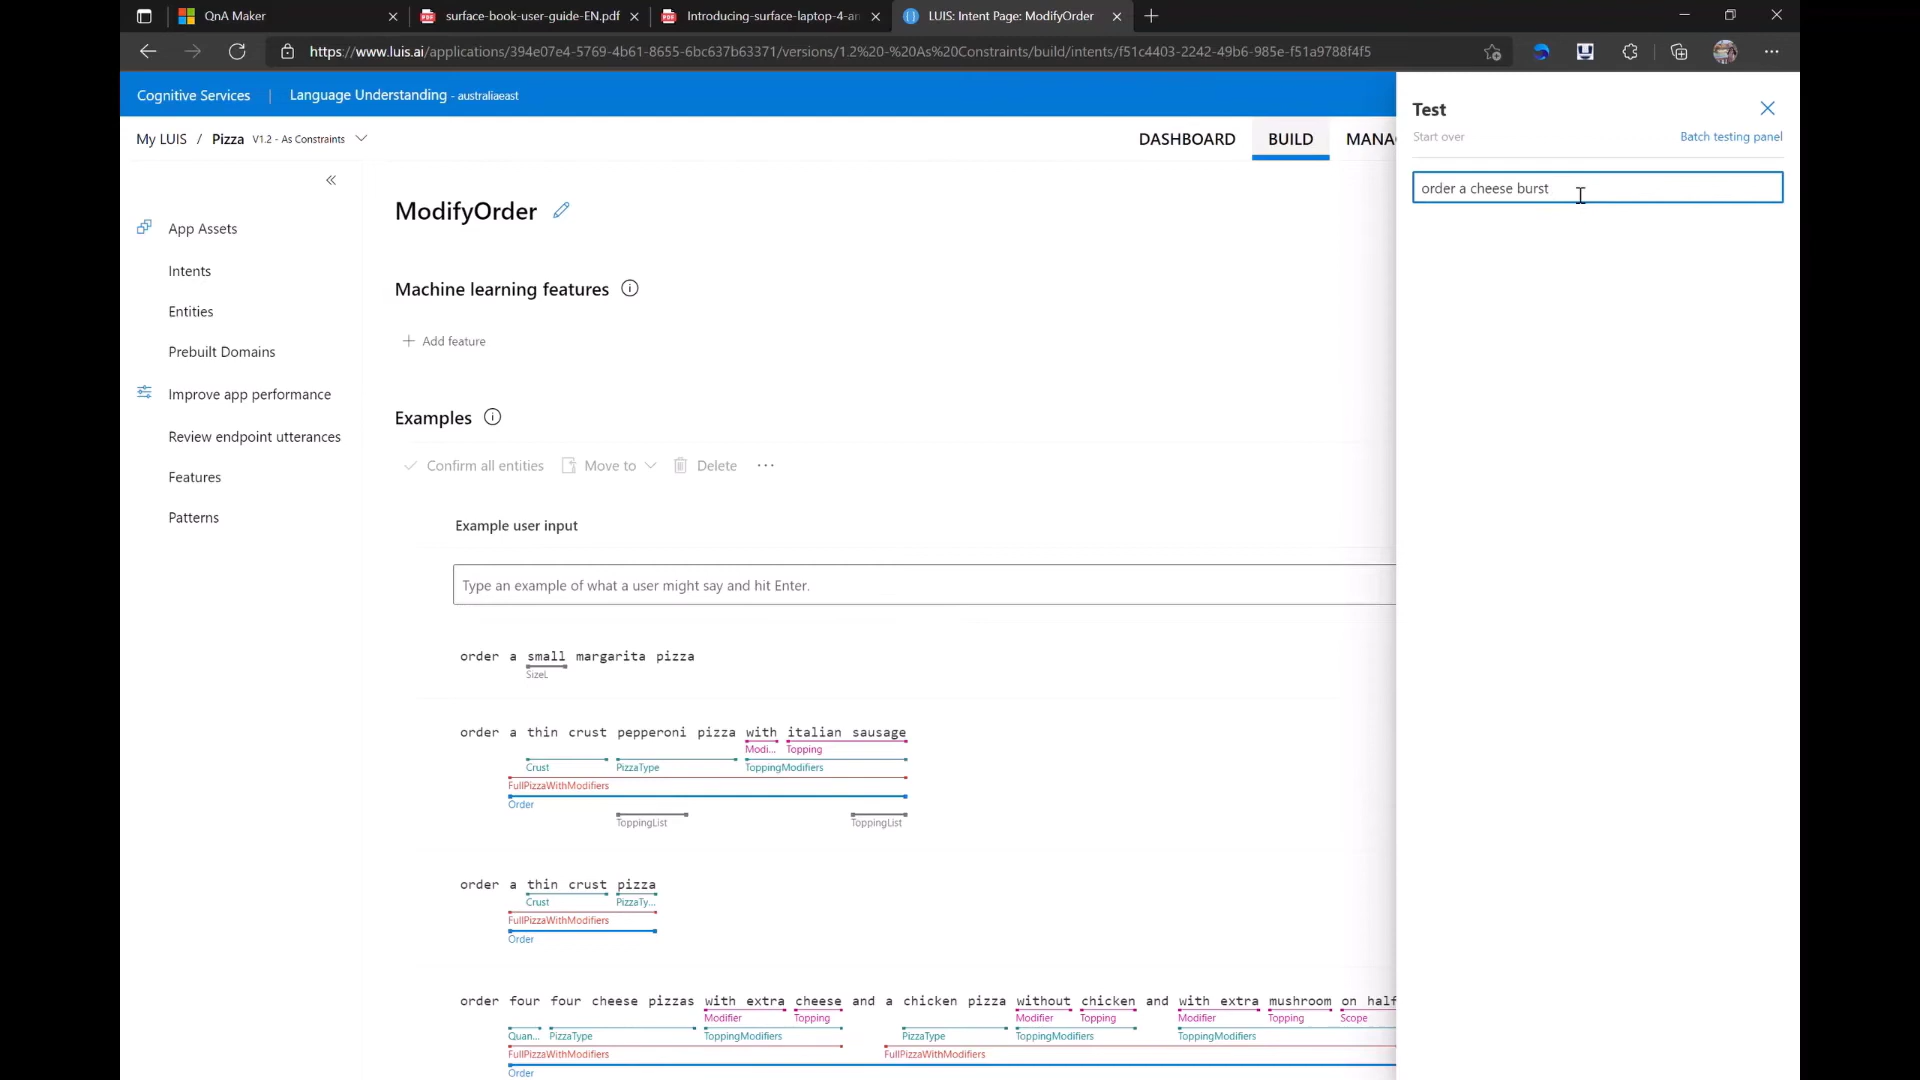 QnA Maker
surface-book-user-guide-EN.pdf
Introducing-surface-laptop-4-an
LUIS: Intent Page: ModifyOrder
https://www.luis.ai/applications/394e07e4-5769-4b61-8655-6bc637b63371/versions/1.2%20-%20As%20Constraints/build/intents/f51c4403-2242-49b6-985e-f51a9788f4f5
Cognitive Services | Language Understanding - australiaeast
My LUIS / Pizza V1.2 - As Constraints
DASHBOARD BUILD MANAG
App Assets
Intents
Entities
Prebuilt Domains
Improve app performance
Review endpoint utterances
Features
Patterns
ModifyOrder
Machine learning features
Add feature
Examples
Confirm all entities Move to Delete ...
Example user input
Type an example of what a user might say and hit Enter.
order a small margarita pizza
SizeL
order a thin crust pepperoni pizza with italian sausage
Modi... Topping
Crust PizzaType ToppingModifiers
FullPizzaWithModifiers
Order
ToppingList ToppingList
order a thin crust pizza
Crust PizzaTy...
FullPizzaWithModifiers
Order
order four four cheese pizzas with extra cheese and a chicken pizza without chicken and with extra mushroom on half
Modifier Topping Modifier Topping Modifier Topping Scope
Quan... PizzaType ToppingModifiers PizzaType ToppingModifiers ToppingModifiers
FullPizzaWithModifiers FullPizzaWithModifiers
Order
Test
Start over Batch testing panel
order a cheese burst